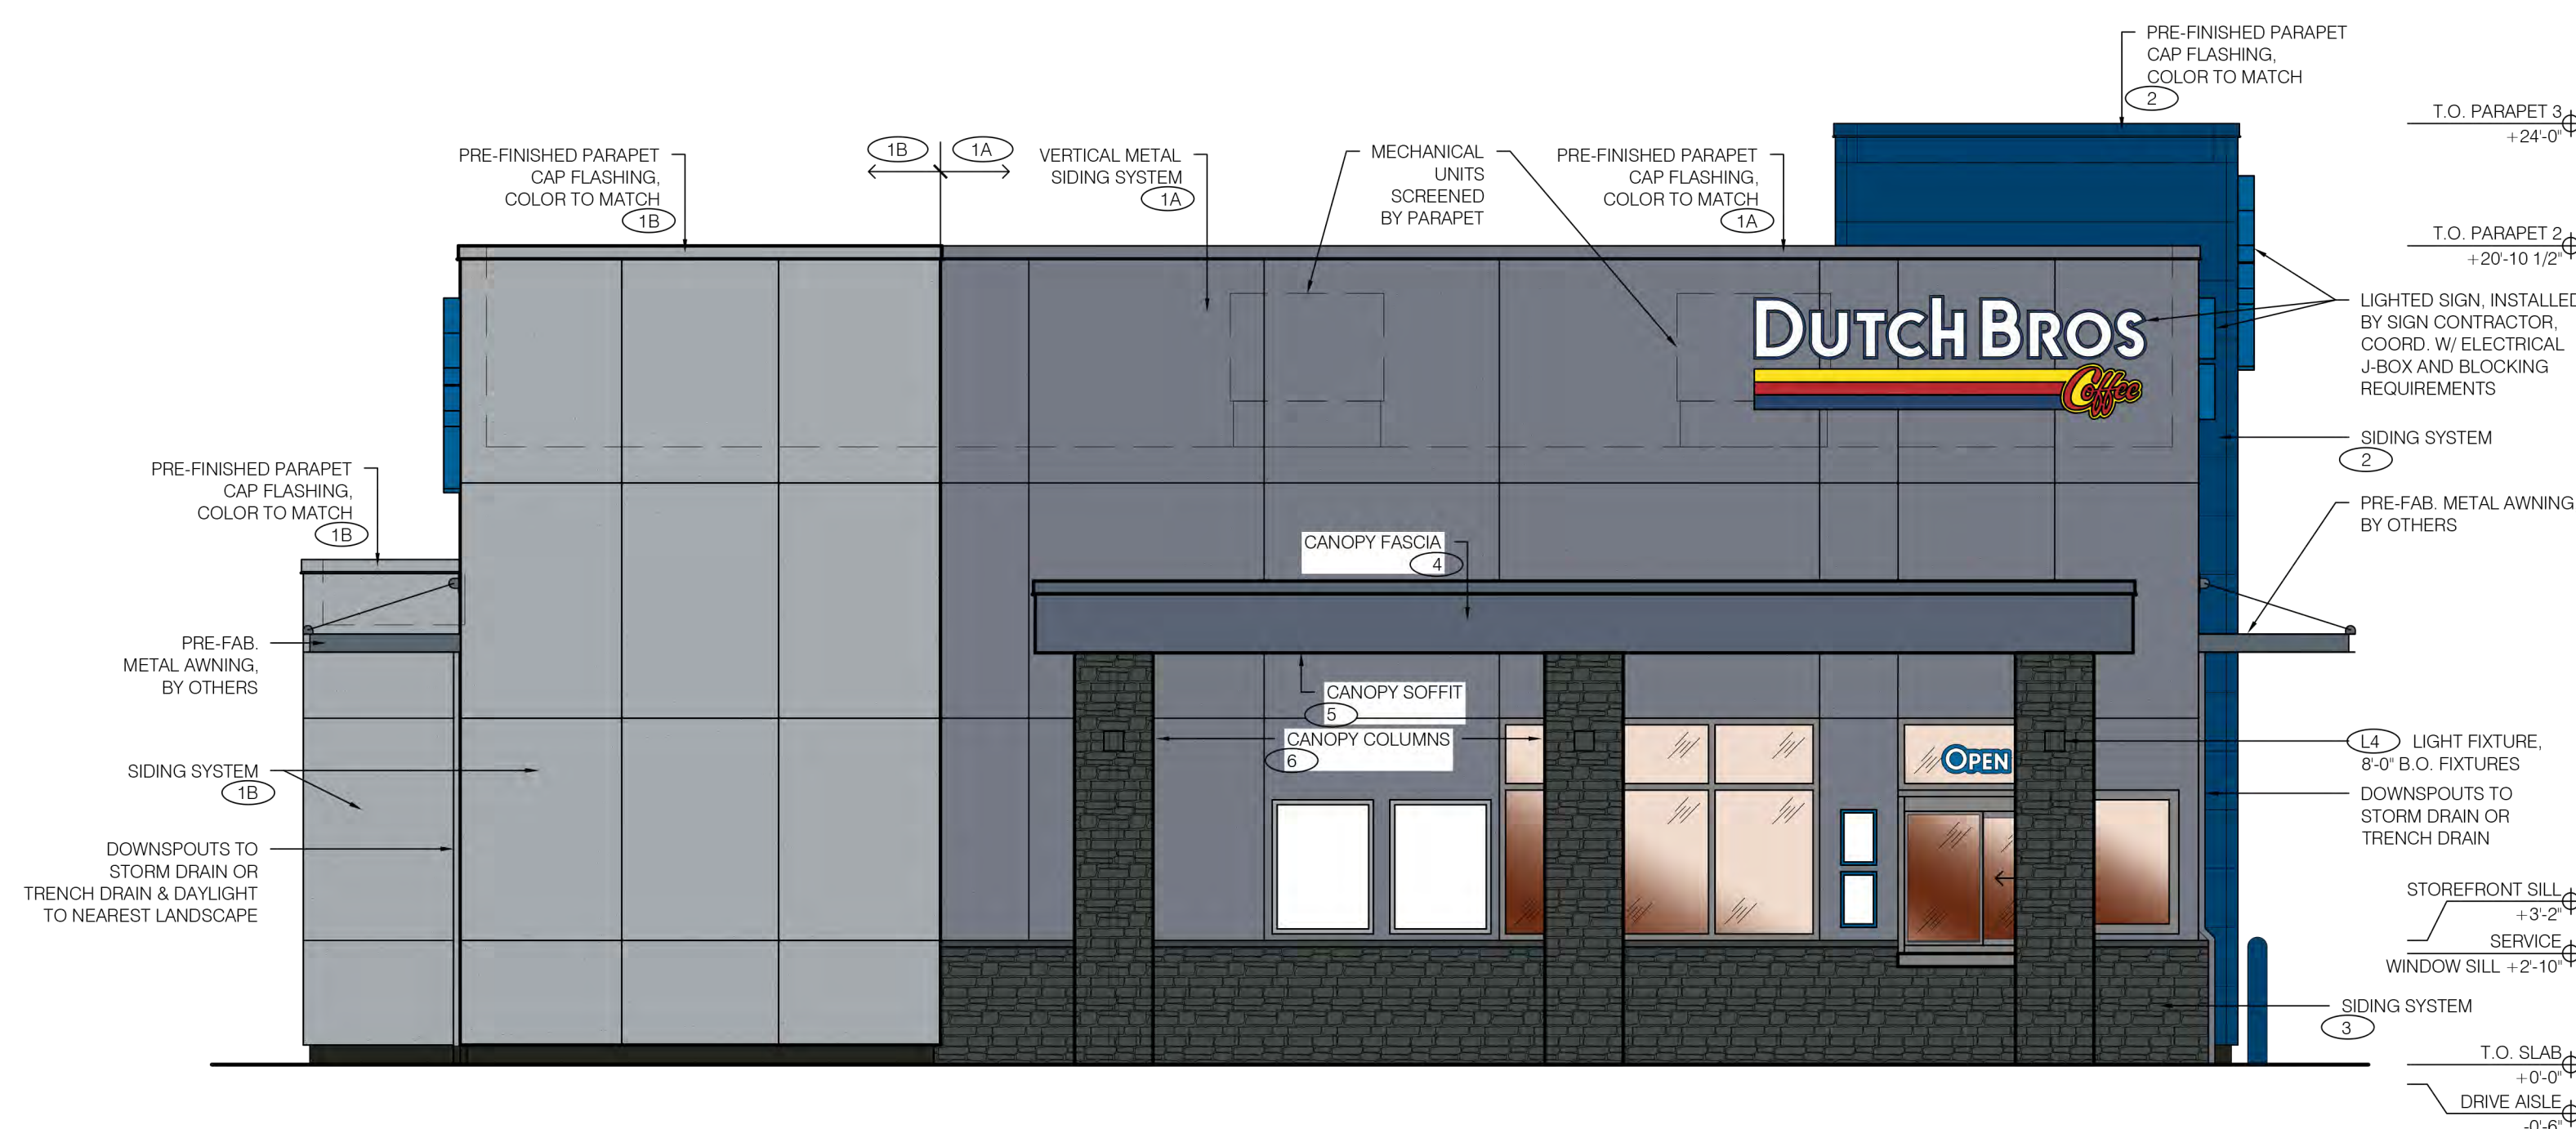 PRE-FINISHED PARAPET
CAP FLASHING,
COLOR TO MATCH
2
T.O. PARAPET 3
+24'-0"
PRE-FINISHED PARAPET
CAP FLASHING,
COLOR TO MATCH
1B
1B
1A
VERTICAL METAL
SIDING SYSTEM
1A
MECHANICAL
UNITS
SCREENED
BY PARAPET
PRE-FINISHED PARAPET
CAP FLASHING,
COLOR TO MATCH
1A
T.O. PARAPET 2
+20'-10 1/2"
DUTCH BROS
Coffee
LIGHTED SIGN, INSTALLED
BY SIGN CONTRACTOR,
COORD. W/ ELECTRICAL
J-BOX AND BLOCKING
REQUIREMENTS
SIDING SYSTEM
2
PRE-FINISHED PARAPET
CAP FLASHING,
COLOR TO MATCH
1B
PRE-FAB. METAL AWNING
BY OTHERS
CANOPY FASCIA
4
PRE-FAB.
METAL AWNING,
BY OTHERS
CANOPY SOFFIT
5
CANOPY COLUMNS
6
OPEN
L4 LIGHT FIXTURE,
8'-0" B.O. FIXTURES
SIDING SYSTEM
1B
DOWNSPOUTS TO
STORM DRAIN OR
TRENCH DRAIN
DOWNSPOUTS TO
STORM DRAIN OR
TRENCH DRAIN & DAYLIGHT
TO NEAREST LANDSCAPE
STOREFRONT SILL
+3'-2"
SERVICE
WINDOW SILL +2'-10"
SIDING SYSTEM
3
T.O. SLAB
+0'-0"
DRIVE AISLE
-0'-6"